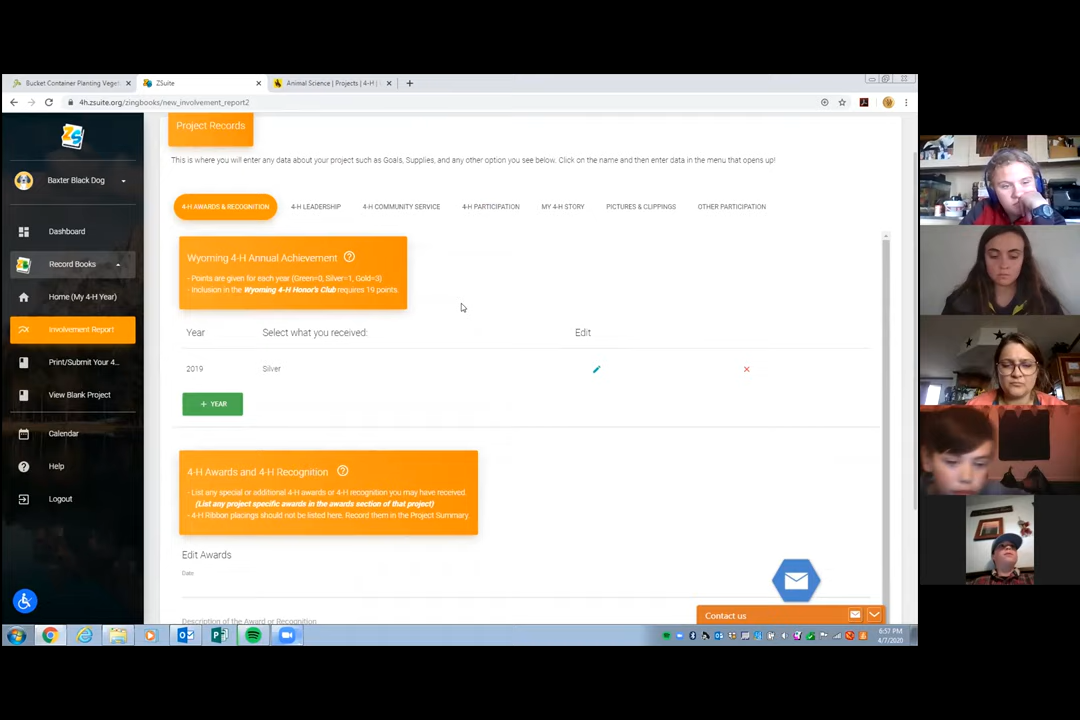 Bucket Container Planting Veget
ZSuite
Animal Science | Projects | 4-H |
4h.zsuite.org/zingbooks/new_involvement_report2
ZS
Baxter Black Dog
Dashboard
Record Books
Home (My 4-H Year)
Involvement Report
Print/Submit Your 4...
View Blank Project
Calendar
Help
Logout
Project Records
This is where you will enter any data about your project such as Goals, Supplies, and any other option you see below. Click on the name and then enter data in the menu that opens up!
4-H AWARDS & RECOGNITION 4-H LEADERSHIP 4-H COMMUNITY SERVICE 4-H PARTICIPATION MY 4-H STORY PICTURES & CLIPPINGS OTHER PARTICIPATION
Wyoming 4-H Annual Achievement
- Points are given for each year (Green=0, Silver=1, Gold=3)
- Inclusion in the Wyoming 4-H Honor's Club requires 19 points.
Year Select what you received: Edit
2019 Silver
+ YEAR
4-H Awards and 4-H Recognition
- List any special or additional 4-H awards or 4-H recognition you may have received.
(List any project specific awards in the awards section of that project)
- 4-H Ribbon placings should not be listed here. Record them in the Project Summary.
Edit Awards
Date
Description of the Award or Recognition
Contact us
6:57 PM
4/7/2020